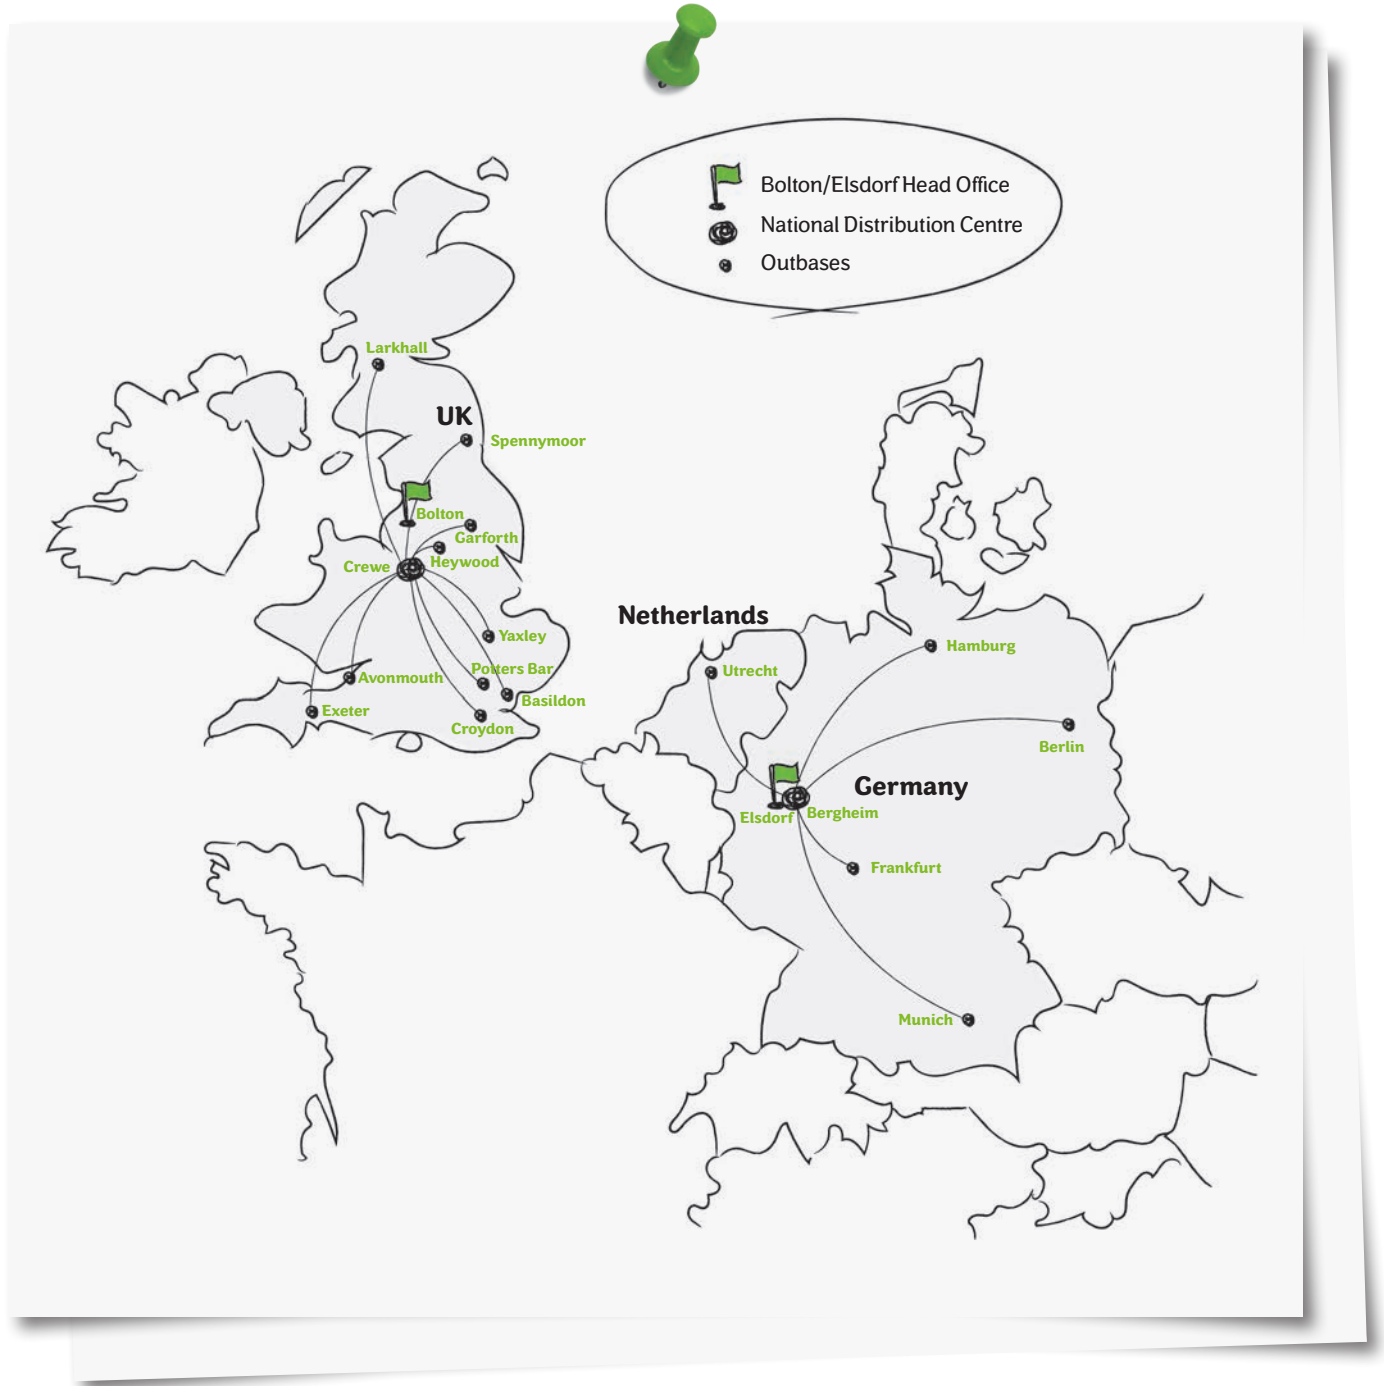 Bolton/Elsdorf Head Office
National Distribution Centre
Outbases
Larkhall
UK
Spennymoor
Bolton
Garforth
Crewe
Heywood
Yaxley
Potters Bar
Avonmouth
Basildon
Exeter
Croydon
Netherlands
Hamburg
Utrecht
Berlin
Germany
Elsdorf
Bergheim
Frankfurt
Munich